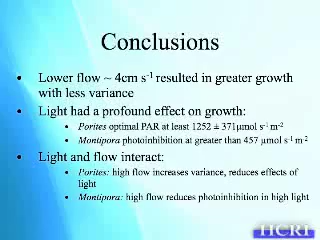 Conclusions
• Lower flow ~ 4cm s⁻¹ resulted in greater growth
with less variance
• Light had a profound effect on growth:
• Porites optimal PAR at least 1252 ± 371μmol s⁻¹ m⁻²
• Montipora photoinhibition at greater than 457 μmol s⁻¹ m⁻²
• Light and flow interact:
• Porites: high flow increases variance, reduces effects of
light
• Montipora: high flow reduces photoinhibition in high light
HCRI